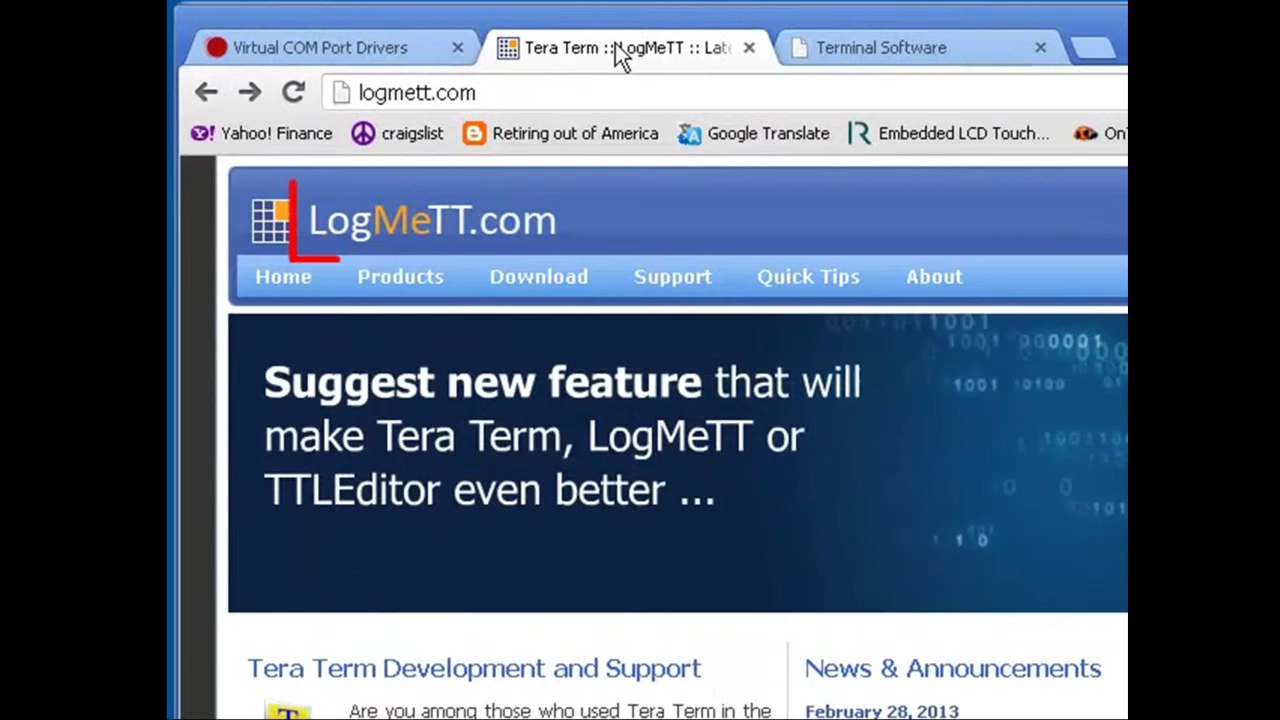 Virtual COM Port Drivers
Tera Term :: LogMeTT :: Late
Terminal Software
logmett.com
Yahoo! Finance
craigslist
Retiring out of America
Google Translate
Embedded LCD Touch...
On
LogMeTT.com
Home
Products
Download
Support
Quick Tips
About
Suggest new feature that will
make Tera Term, LogMeTT or
TTLEditor even better ...
Tera Term Development and Support
Are you among those who used Tera Term in the
News & Announcements
February 28, 2013